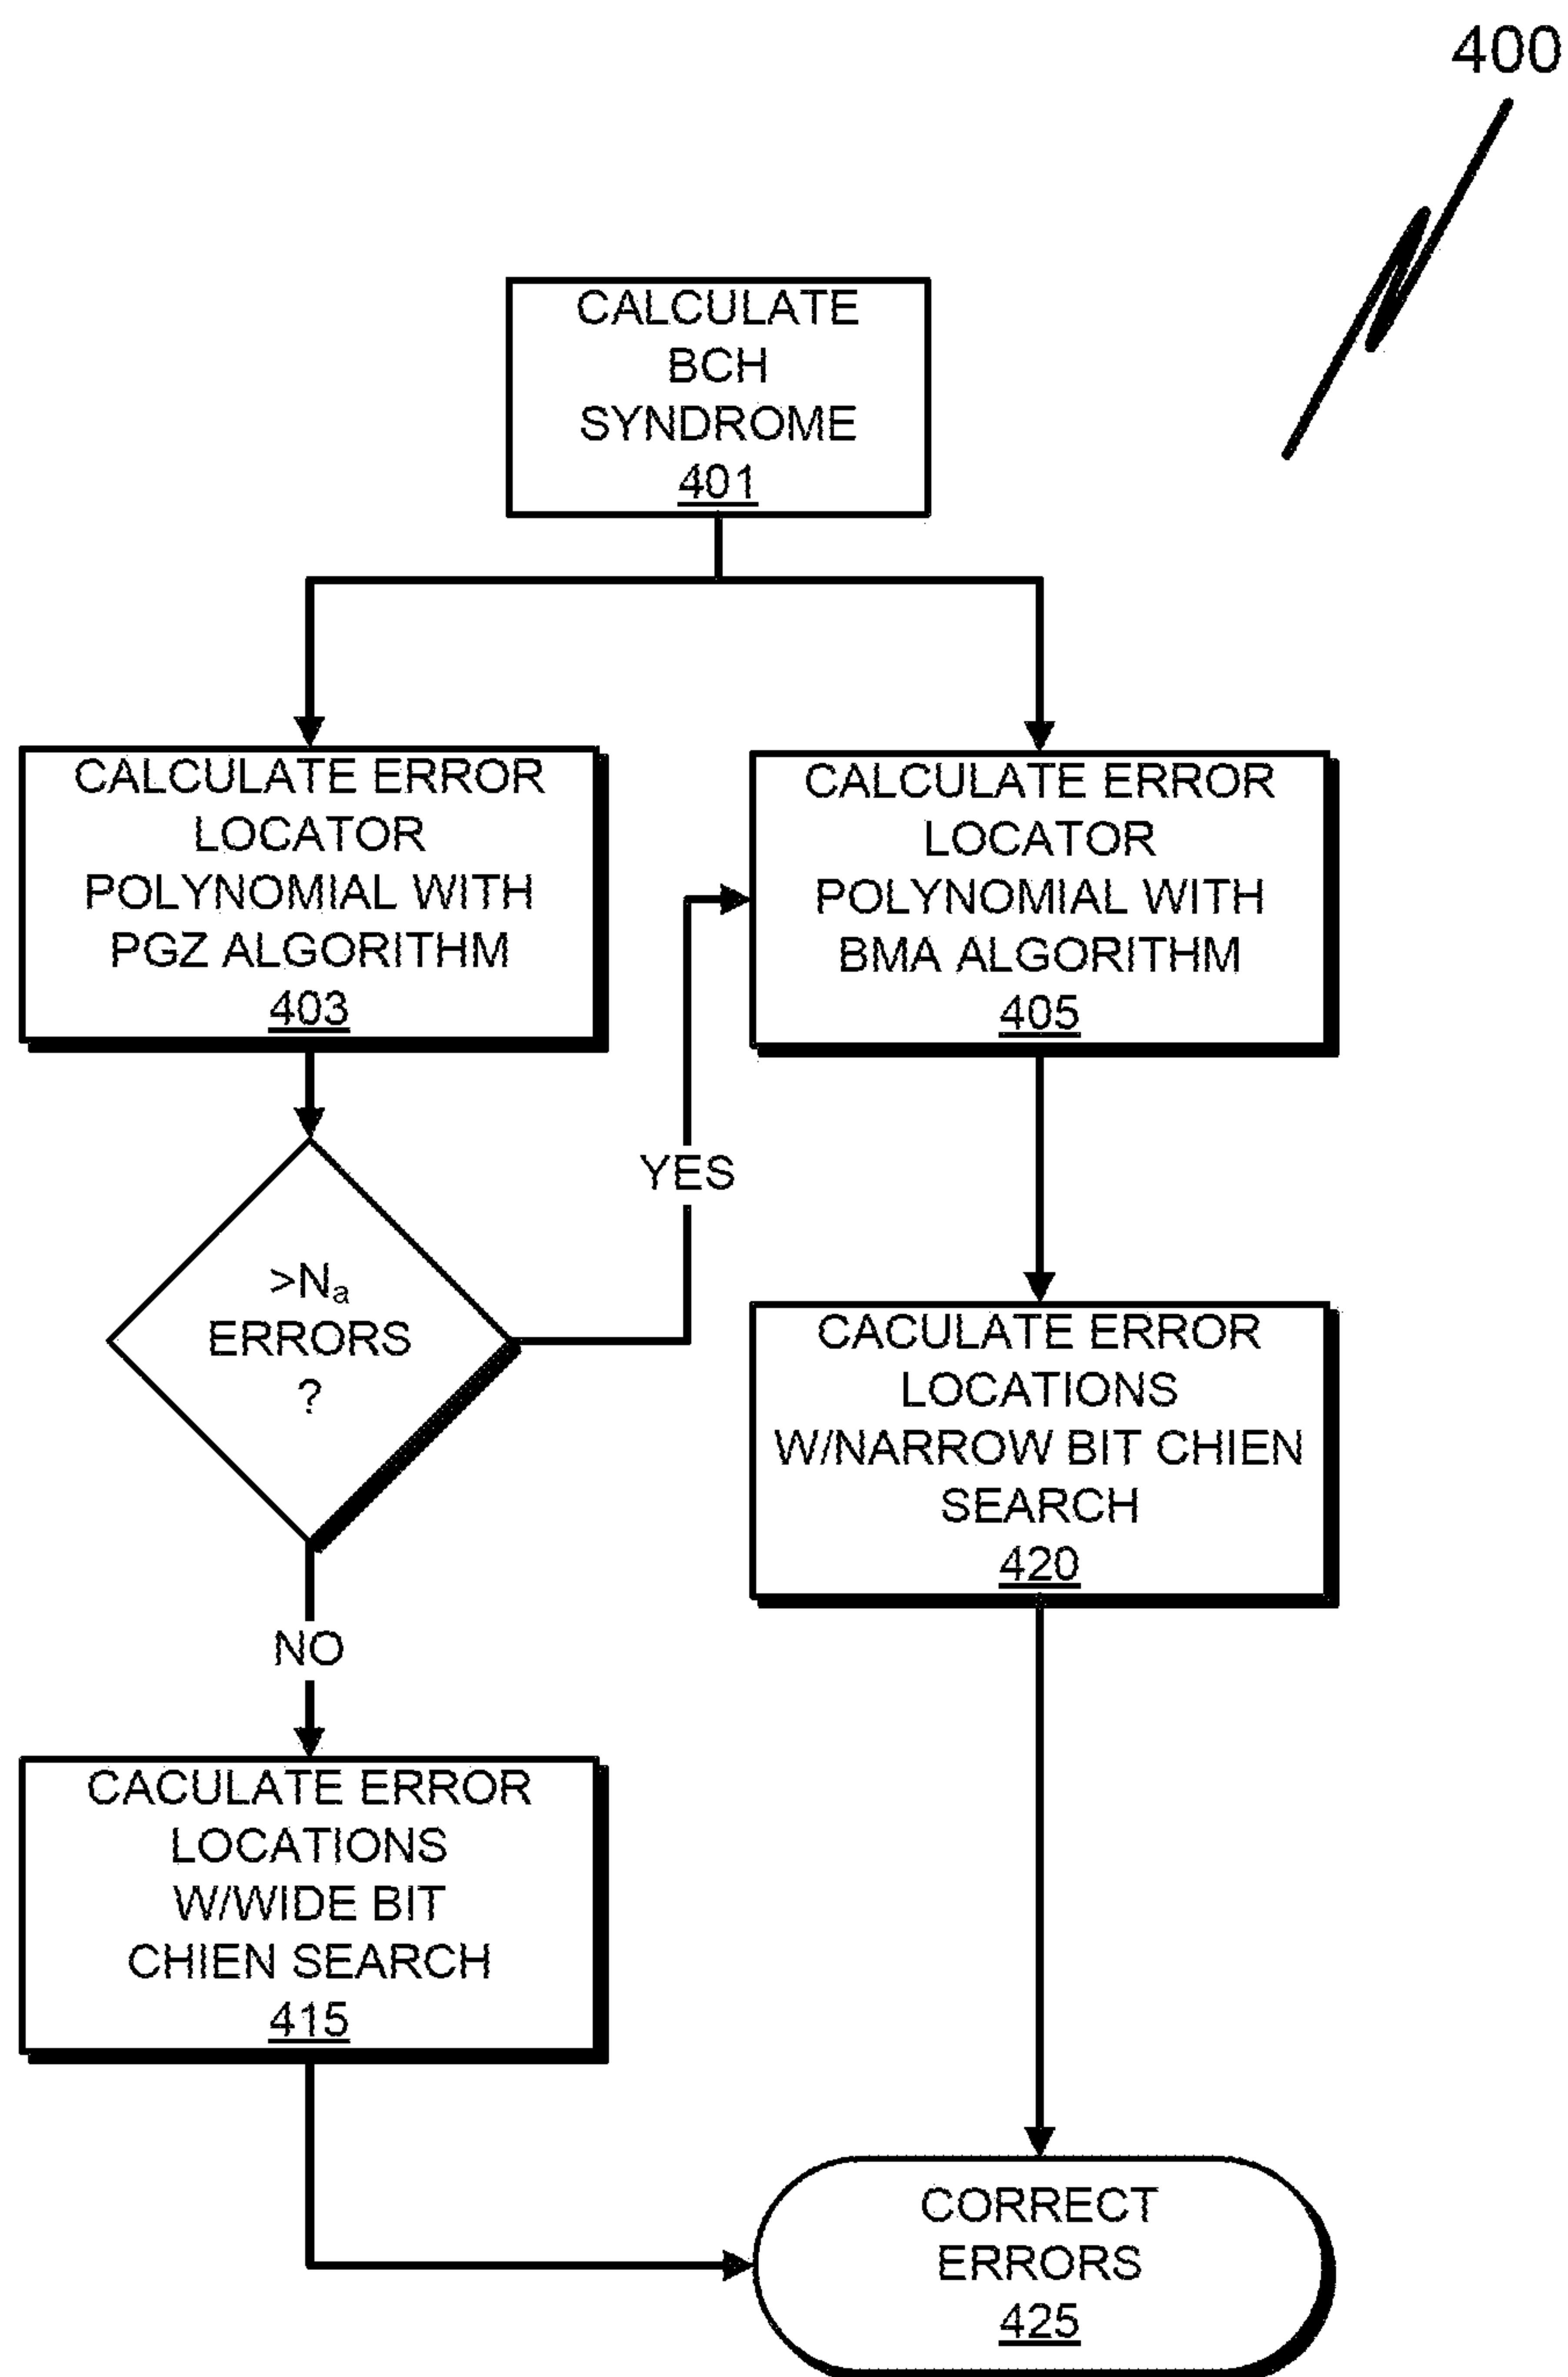 400
CALCULATE
BCH
SYNDROME
401
CALCULATE ERROR
LOCATOR
POLYNOMIAL WITH
PGZ ALGORITHM
403
CALCULATE ERROR
LOCATOR
POLYNOMIAL WITH
BMA ALGORITHM
405
YES
>Na
ERRORS
?
CACULATE ERROR
LOCATIONS
W/NARROW BIT CHIEN
SEARCH
420
NO
CACULATE ERROR
LOCATIONS
W/WIDE BIT
CHIEN SEARCH
415
CORRECT
ERRORS
425